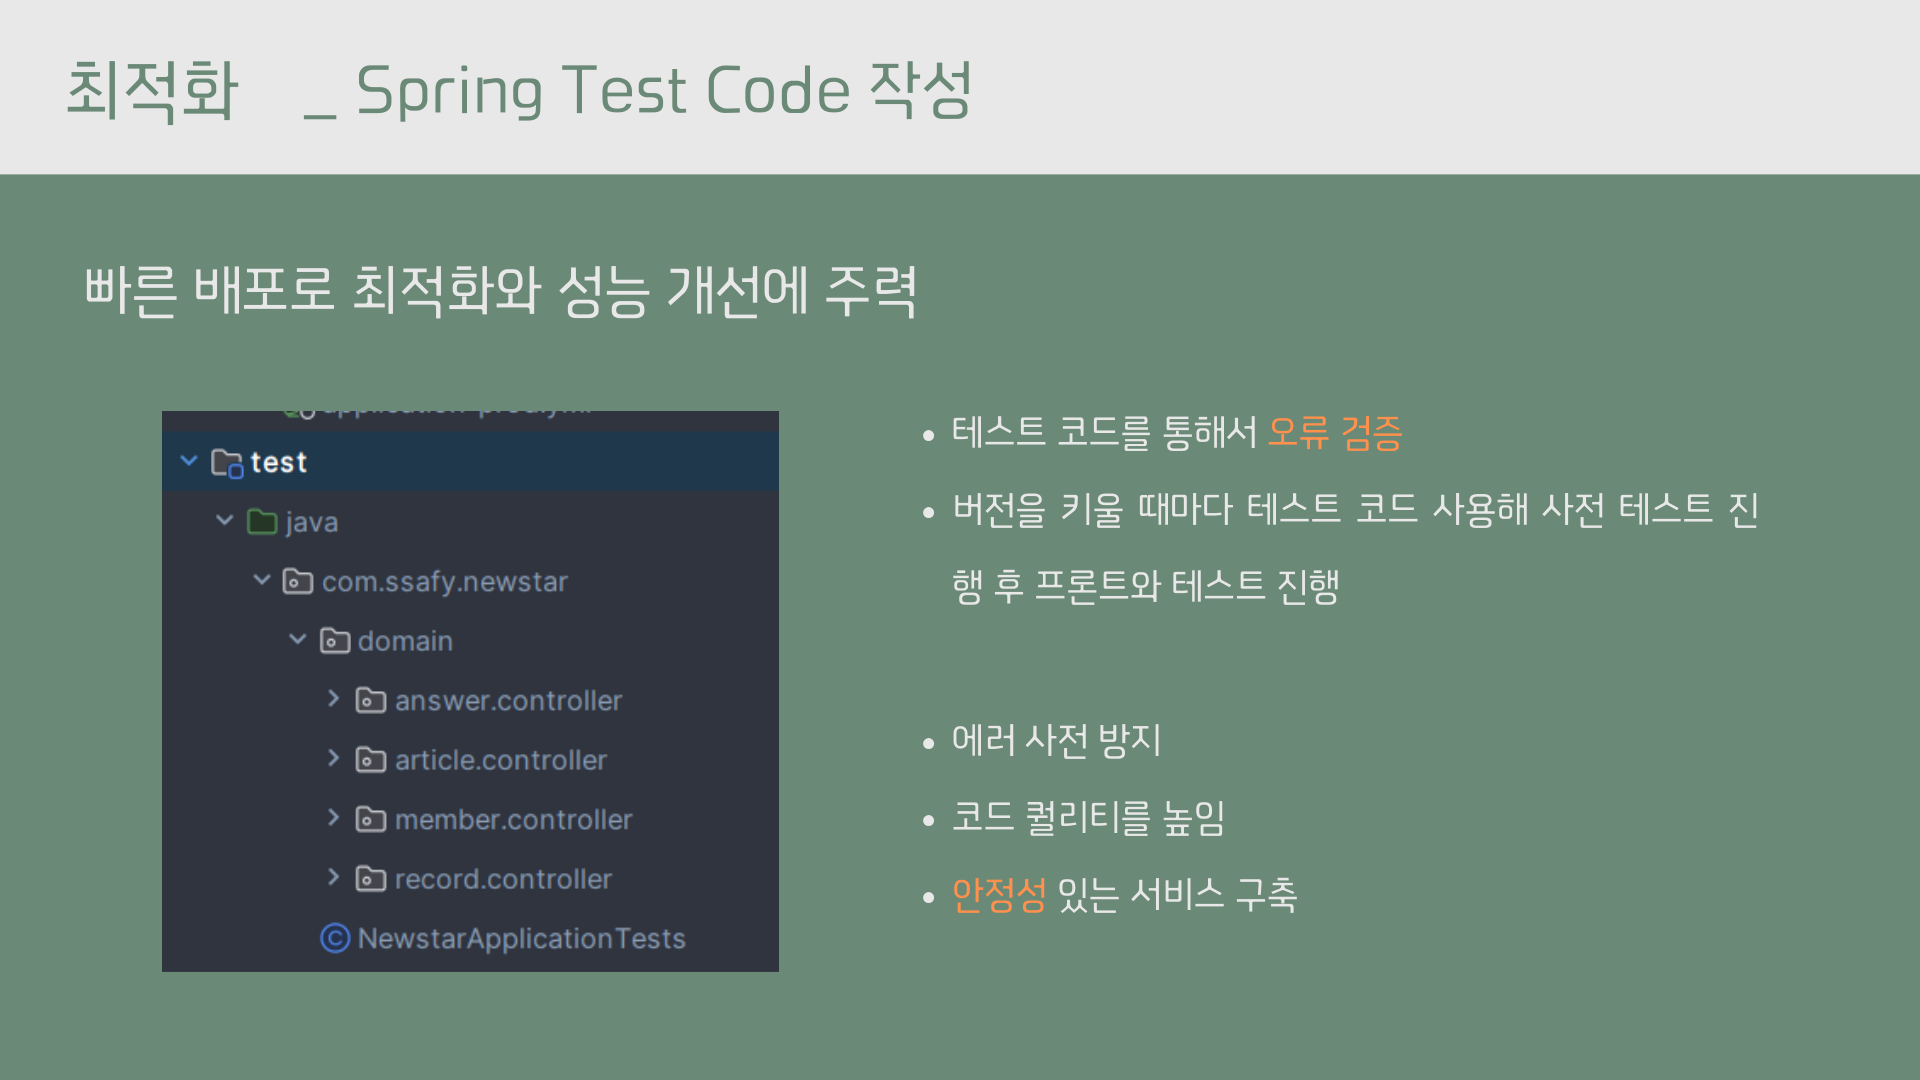 최적화 _ Spring Test Code 작성
빠른 배포로 최적화와 성능 개선에 주력
test
java
com.ssafy.newstar
domain
answer.controller
article.controller
member.controller
record.controller
NewstarApplicationTests
• 테스트 코드를 통해서 오류 검증
• 버전을 키울 때마다 테스트 코드 사용해 사전 테스트 진
행 후 프론트와 테스트 진행
• 에러 사전 방지
• 코드 퀄리티를 높임
• 안정성 있는 서비스 구축